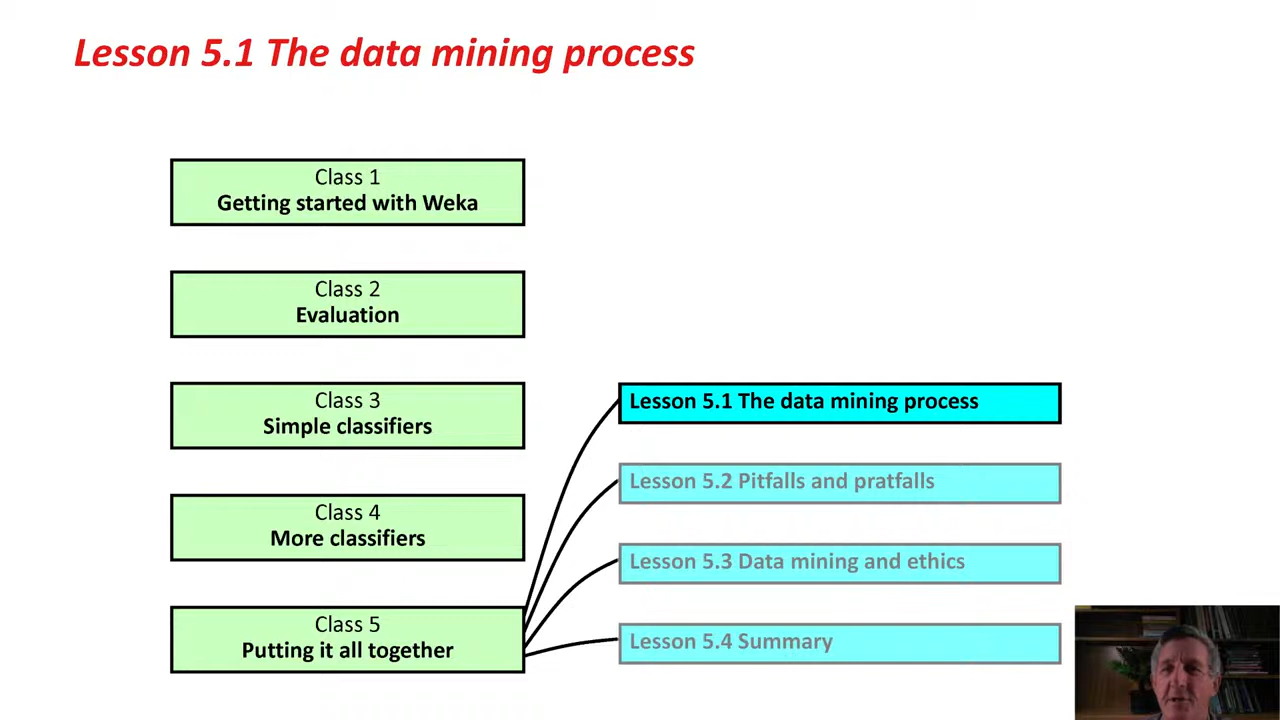 Lesson 5.1 The data mining process
Class 1
Getting started with Weka
Class 2
Evaluation
Class 3
Simple classifiers
Class 4
More classifiers
Class 5
Putting it all together
Lesson 5.1 The data mining process
Lesson 5.2 Pitfalls and pratfalls
Lesson 5.3 Data mining and ethics
Lesson 5.4 Summary